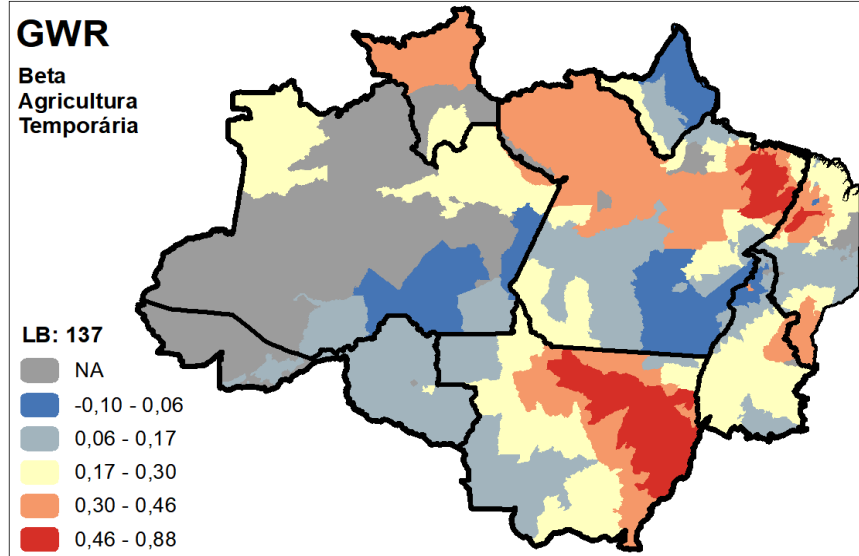 GWR
Beta
Agricultura
Temporária
LB: 137
NA
-0,10 - 0,06
0,06 - 0,17
0,17 - 0,30
0,30 - 0,46
0,46 - 0,88